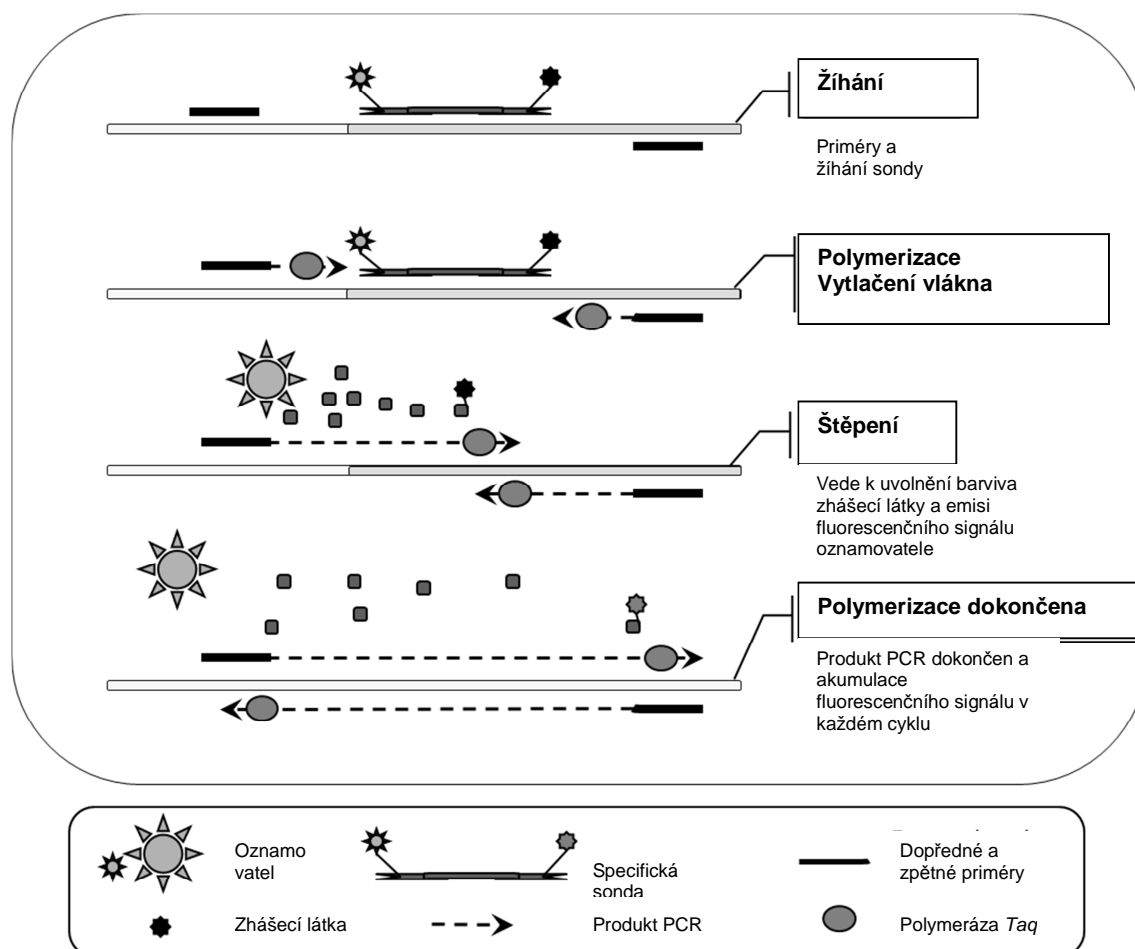 Žíhání
Priméry a
žíhání sondy
Polymerizace
Vytlačení vlákna
Štěpení
Vede k uvolnění barviva
zhášecí látky a emisi
fluorescenčního signálu
oznamovatele
Polymerizace dokončena
Produkt PCR dokončen a
akumulace
fluorescenčního signálu v
každém cyklu
Oznamo
vatel
Specifická
sonda
Dopředné a
zpětné priméry
Zhášecí látka
Produkt PCR
Polymeráza Taq